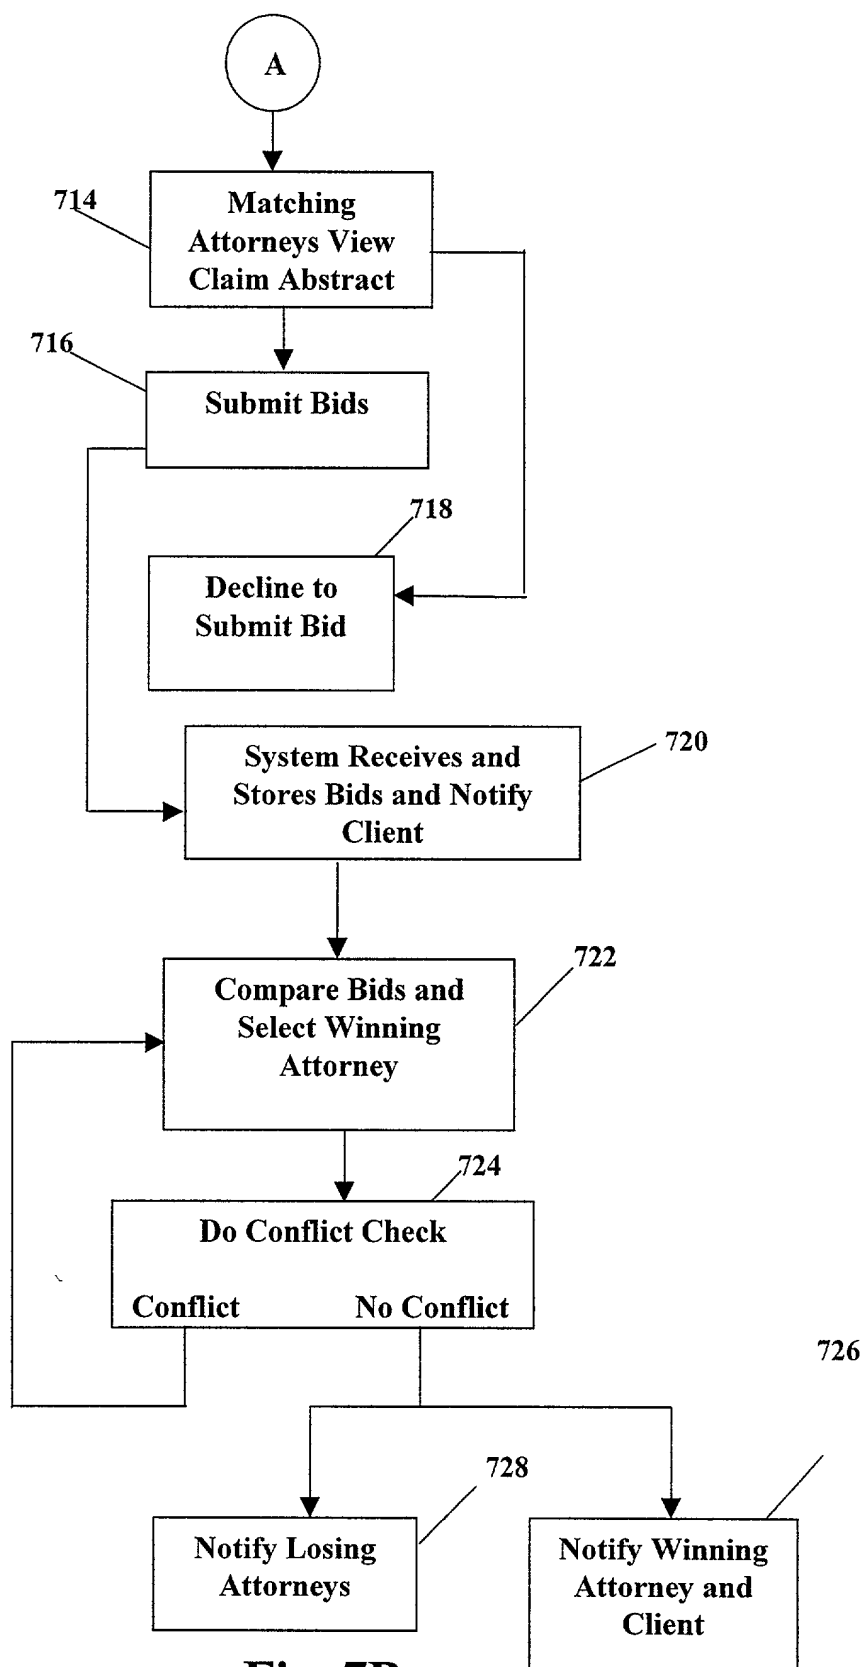 A
714
Matching
Attorneys View
Claim Abstract
716
Submit Bids
718
Decline to
Submit Bid
720
System Receives and
Stores Bids and Notify
Client
722
Compare Bids and
Select Winning
Attorney
724
Do Conflict Check
Conflict No Conflict
726
728
Notify Losing
Attorneys
Notify Winning
Attorney and
Client